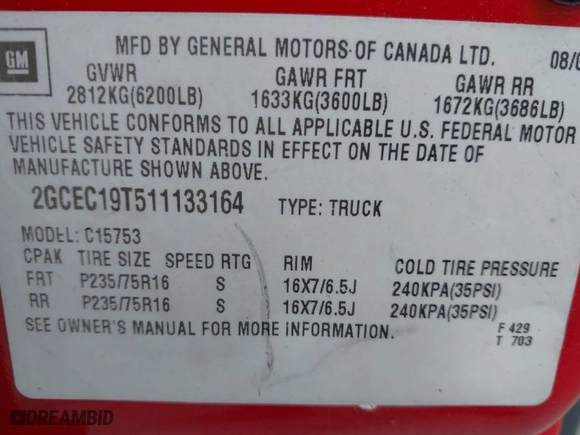 GM
MFD BY GENERAL MOTORS OF CANADA LTD. 08/0
GVWR GAWR FRT GAWR RR
2812KG(6200LB) 1633KG(3600LB) 1672KG(3686LB)
THIS VEHICLE CONFORMS TO ALL APPLICABLE U.S. FEDERAL MOTOR
VEHICLE SAFETY STANDARDS IN EFFECT ON THE DATE OF
MANUFACTURE SHOWN ABOVE.
2GCEC19T511133164 TYPE: TRUCK
MODEL: C15753
CPAK TIRE SIZE SPEED RTG RIM COLD TIRE PRESSURE
FRT P235/75R16 S 16X7/6.5J 240KPA(35PSI)
RR P235/75R16 S 16X7/6.5J 240KPA(35PSI)
SEE OWNER'S MANUAL FOR MORE INFORMATION.
F 429
T 703
DREAMBID